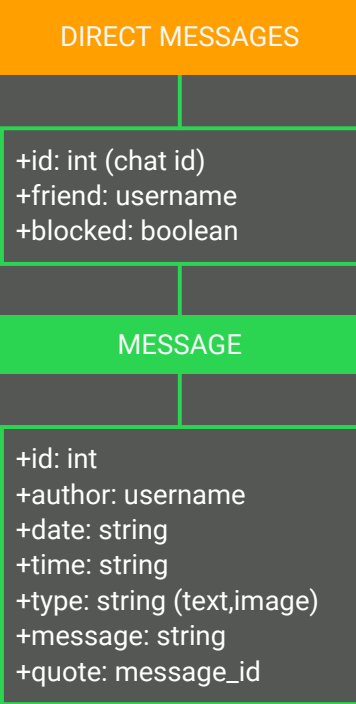 DIRECT MESSAGES
+id: int (chat id)
+friend: username
+blocked: boolean
MESSAGE
+id: int
+author: username
+date: string
+time: string
+type: string (text,image)
+message: string
+quote: message_id